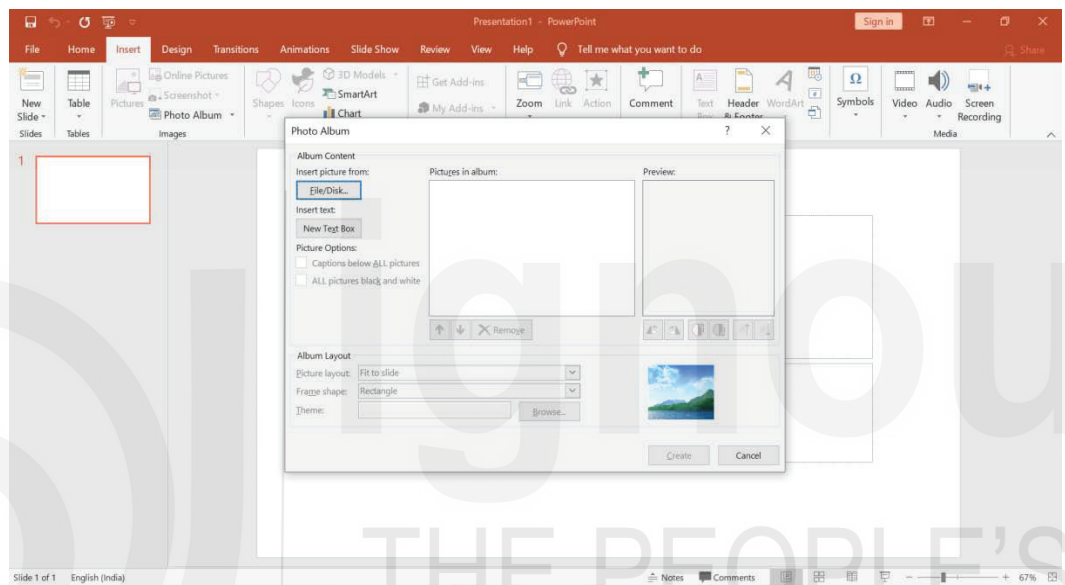 Presentation1 - PowerPoint
Sign in
File Home Insert Design Transitions Animations Slide Show Review View Help Tell me what you want to do Share
New Slide
Slides
Table
Tables
Pictures
Online Pictures
Screenshot
Photo Album
Images
Shapes Icons
3D Models
SmartArt
Chart
Get Add-ins
My Add-ins
Zoom Link Action
Comment
Text Box
Header & Footer
WordArt
Symbols
Video Audio Screen Recording
Media
1
Photo Album ?
Album Content
Insert picture from:
File/Disk...
Insert text:
New Text Box
Picture Options:
Captions below ALL pictures
ALL pictures black and white
Pictures in album:
Remove
Preview:
Album Layout
Picture layout: Fit to slide
Frame shape: Rectangle
Theme:
Browse...
Create Cancel
ignou
THE PEOPLE'S
Slide 1 of 1 English (India) Notes Comments 67%